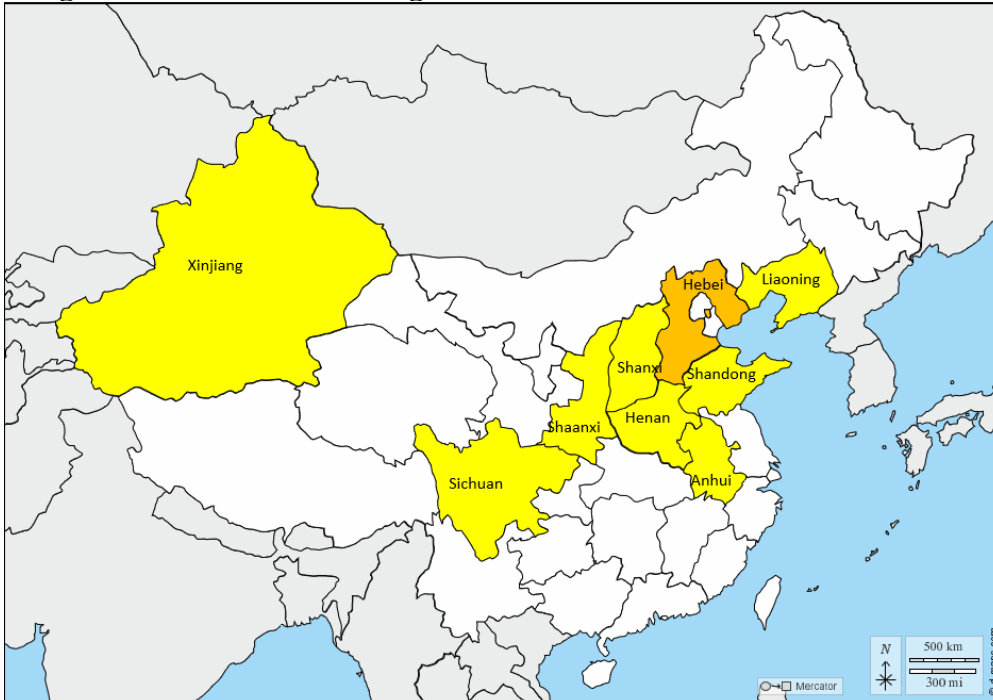 Xinjiang
Hebei
Liaoning
Shanxi
Shandong
Shaanxi
Henan
Sichuan
Anhui
N
500 km
300 mi
Mercator